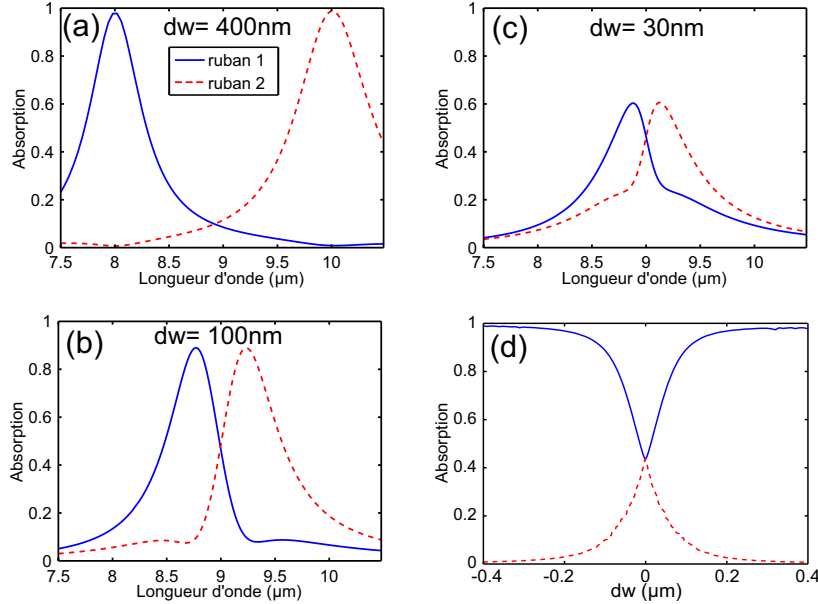 (a)
dw= 400nm
ruban 1
ruban 2
Absorption
1
0.8
0.6
0.4
0.2
0
7.5
8
8.5
9
9.5
10
Longueur d'onde (µm)
(c)
dw= 30nm
Absorption
1
0.8
0.6
0.4
0.2
0
7.5
8
8.5
9
9.5
10
Longueur d'onde (µm)
(b)
dw= 100nm
Absorption
1
0.8
0.6
0.4
0.2
0
7.5
8
8.5
9
9.5
10
Longueur d'onde (µm)
(d)
Absorption
1
0.8
0.6
0.4
0.2
0
-0.4
-0.2
0
0.2
0.4
dw (µm)